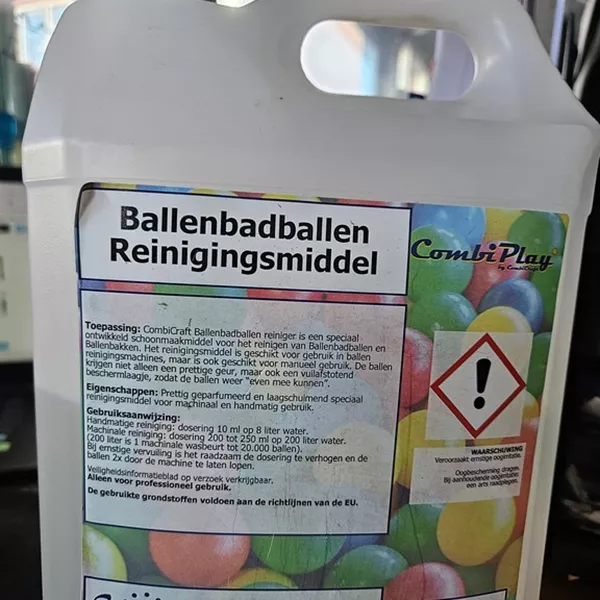 Ballenbadballen
Reinigingsmiddel
CombiPlay
by CombiCraft
Toepassing: CombiCraft Ballenbadballen reiniger is een speciaal
ontwikkeld schoonmaakmiddel voor het reinigen van Ballenbadballen en
Ballenbakken. Het reinigingsmiddel is geschikt voor gebruik in ballen
reinigingsmachines, maar is ook geschikt voor manueel gebruik. De ballen
krijgen niet alleen een prettige geur, maar ook een vuilafstotend
beschermlaagje, zodat de ballen weer "even mee kunnen".
Eigenschappen: Prettig geparfumeerd en laagschuimend speciaal
reinigingsmiddel voor machinaal en handmatig gebruik.
Gebruiksaanwijzing:
Handmatige reiniging: dosering 10 ml op 8 liter water.
Machinale reiniging: dosering 200 tot 250 ml op 200 liter water.
(200 liter is 1 machinale wasbeurt tot 20.000 ballen).
Bij ernstige vervuiling is het raadzaam de dosering te verhogen en de
ballen 2x door de machine te laten lopen.
Veiligheidsinformatieblad op verzoek verkrijgbaar.
Alleen voor professioneel gebruik.
De gebruikte grondstoffen voldoen aan de richtlijnen van de EU.
WAARSCHUWING
Veroorzaakt ernstige oogirritatie.
Oogbescherming dragen.
Bij aanhoudende oogirritatie:
een arts raadplegen.